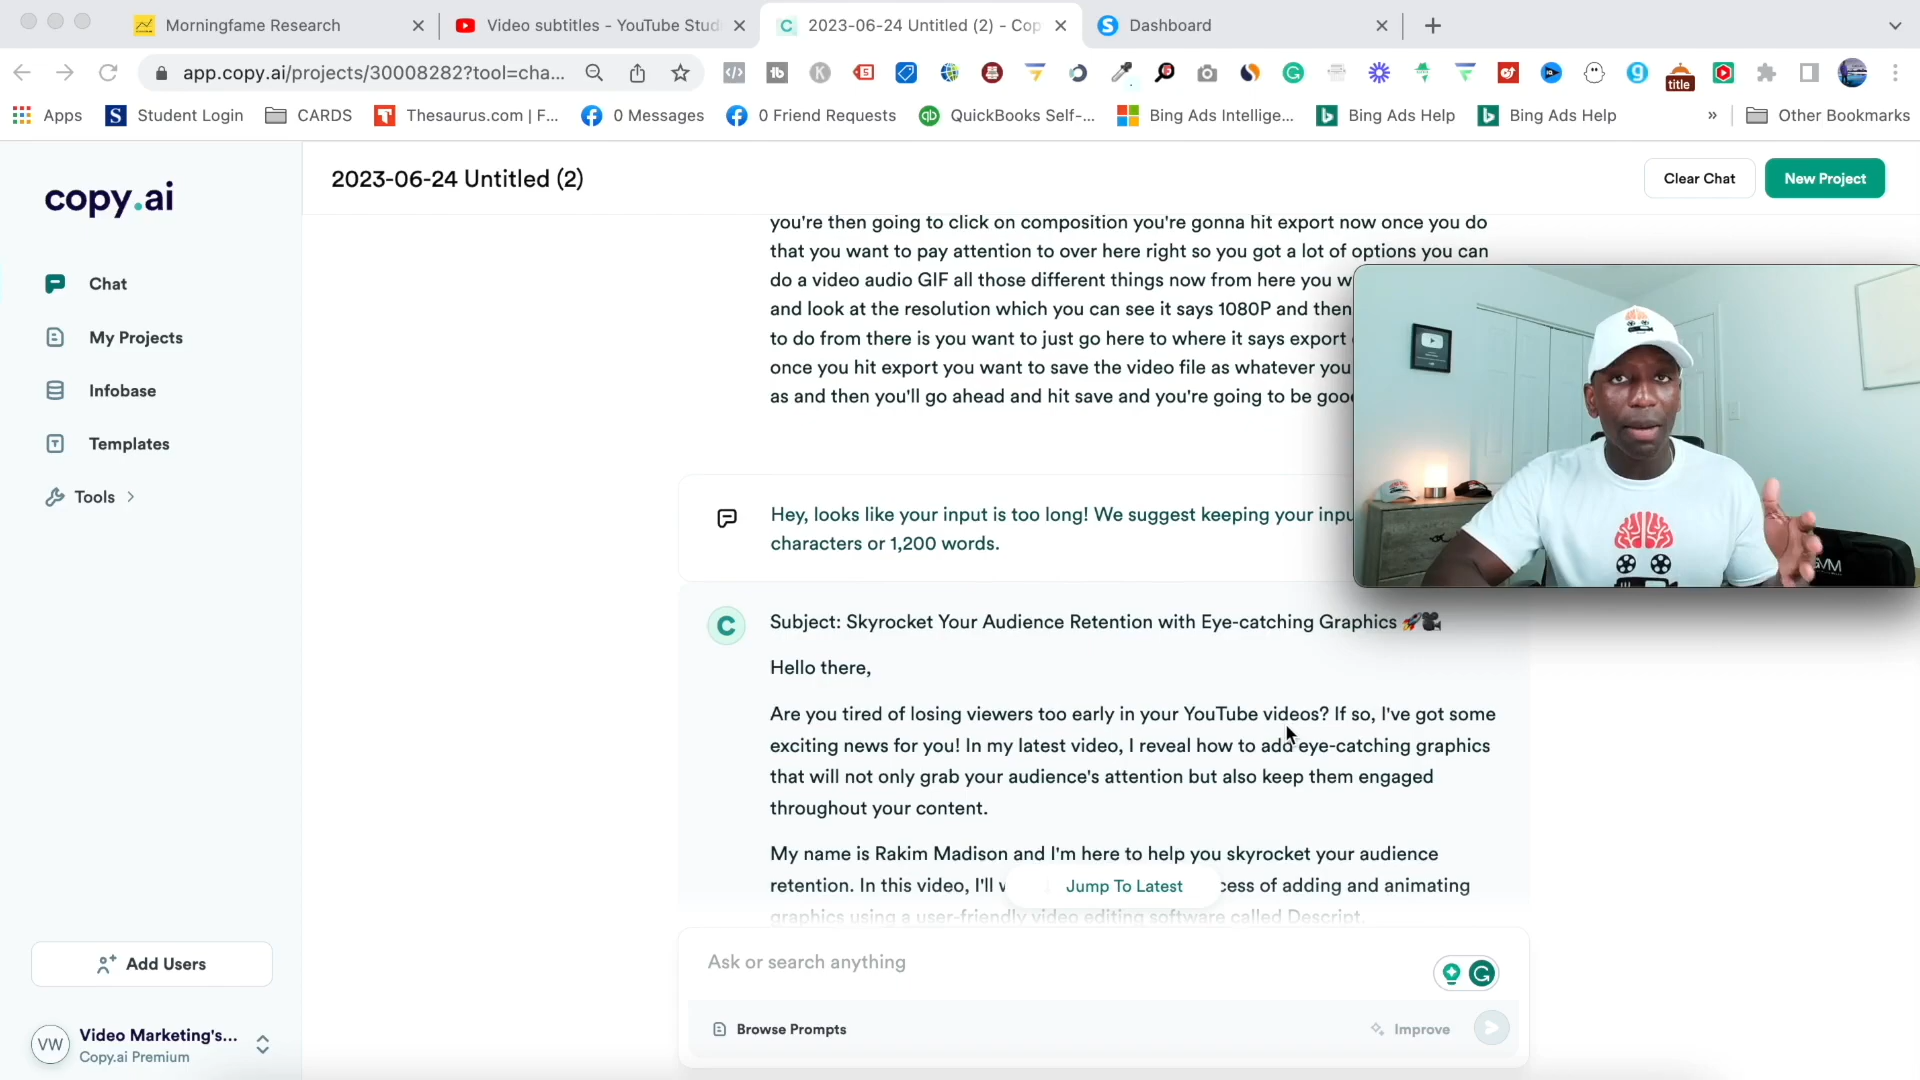 Morningfame Research
Video subtitles - YouTube Stud
2023-06-24 Untitled (2) - Cop
Dashboard
app.copy.ai/projects/30008282?tool=cha...
title
Apps
Student Login
CARDS
Thesaurus.com | F...
0 Messages
0 Friend Requests
QuickBooks Self-...
Bing Ads Intellige...
Bing Ads Help
Bing Ads Help
»
Other Bookmarks
copy.ai
2023-06-24 Untitled (2)
Clear Chat
New Project
Chat
My Projects
Infobase
Templates
Tools
you're then going to click on composition you're gonna hit export now once you do
that you want to pay attention to over here right so you got a lot of options you can
do a video audio GIF all those different things now from here you w
and look at the resolution which you can see it says 1080P and then
to do from there is you want to just go here to where it says export
once you hit export you want to save the video file as whatever you
as and then you'll go ahead and hit save and you're going to be good
Hey, looks like your input is too long! We suggest keeping your inpu
characters or 1,200 words.
C
Subject: Skyrocket Your Audience Retention with Eye-catching Graphics 🚀🎥
Hello there,
Are you tired of losing viewers too early in your YouTube videos? If so, I've got some
exciting news for you! In my latest video, I reveal how to add eye-catching graphics
that will not only grab your audience's attention but also keep them engaged
throughout your content.
My name is Rakim Madison and I'm here to help you skyrocket your audience
retention. In this video, I'll
Jump To Latest
cess of adding and animating
graphics using a user-friendly video editing software called Descript.
Ask or search anything
Browse Prompts
Improve
Add Users
VW
Video Marketing's...
Copy.ai Premium